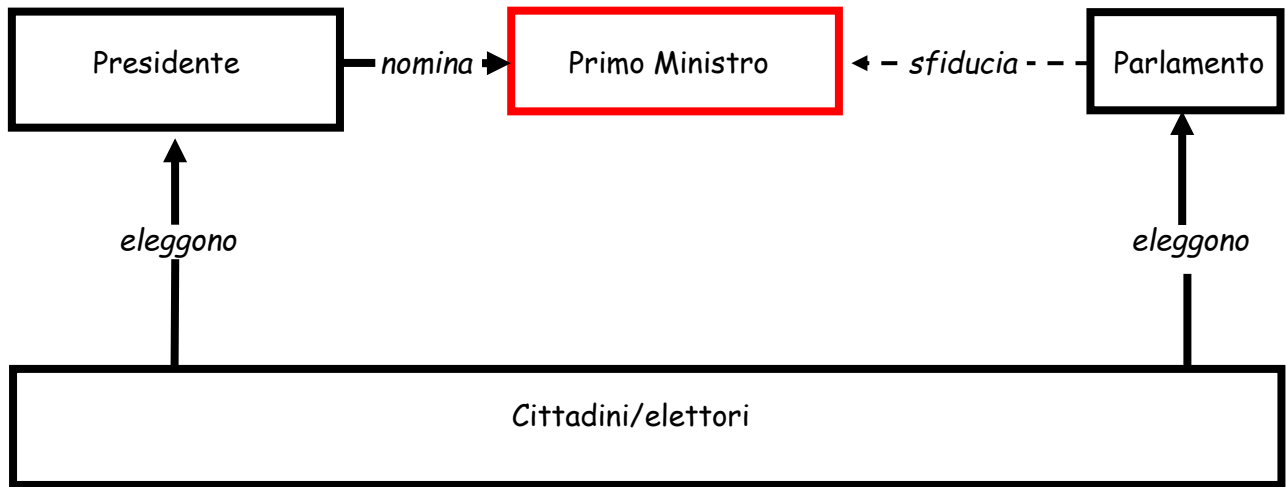 Presidente
nomina
Primo Ministro
sfiducia
Parlamento
eleggono
eleggono
Cittadini/elettori